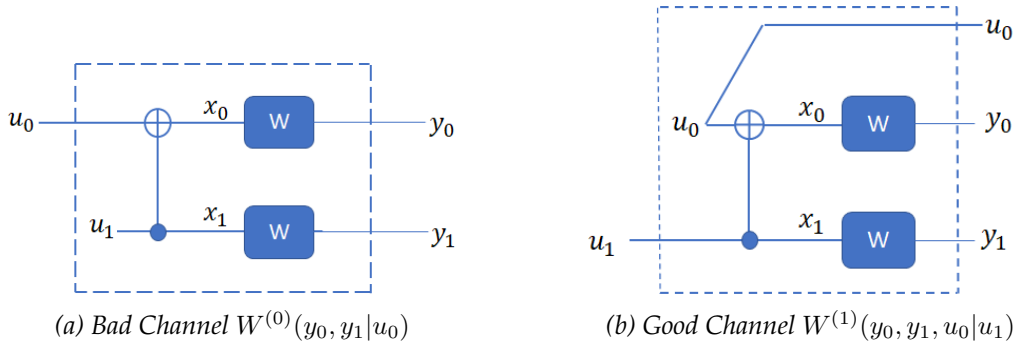 u₀ x₀ W y₀
u₁ x₁ W y₁
(a) Bad Channel W⁽⁰⁾(y₀, y₁|u₀)
u₀
u₀ x₀ W y₀
u₁ x₁ W y₁
(b) Good Channel W⁽¹⁾(y₀, y₁, u₀|u₁)